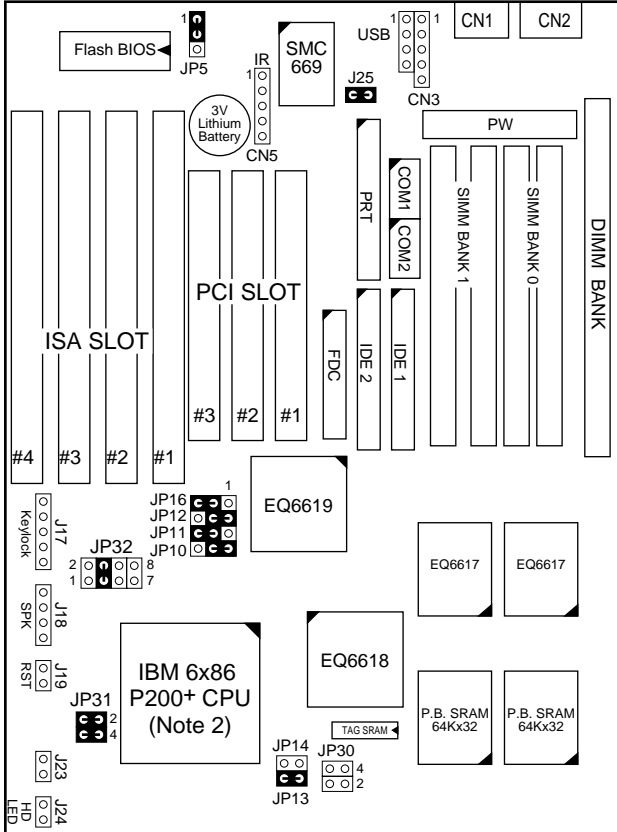 1
Flash BIOS
JP5
IR
1
CN5
SMC
669
J25
USB
1
CN3
CN1
CN2
3V
Lithium
Battery
PW
PRT
COM1
COM2
SIMM BANK 1
SIMM BANK 0
DIMM BANK
ISA SLOT
PCI SLOT
FDC
IDE 2
IDE 1
#3
#2
#1
#4
#3
#2
#1
J17
Keylock
1
JP16
JP12
JP11
JP10
EQ6619
JP32
2
8
1
7
EQ6617
EQ6617
J18
SPK
J19
RST
IBM 6x86
P200+ CPU
(Note 2)
EQ6618
JP31
2
4
TAG SRAM
P.B. SRAM
64Kx32
P.B. SRAM
64Kx32
J23
JP14
JP13
JP30
4
2
J24
HD
LED